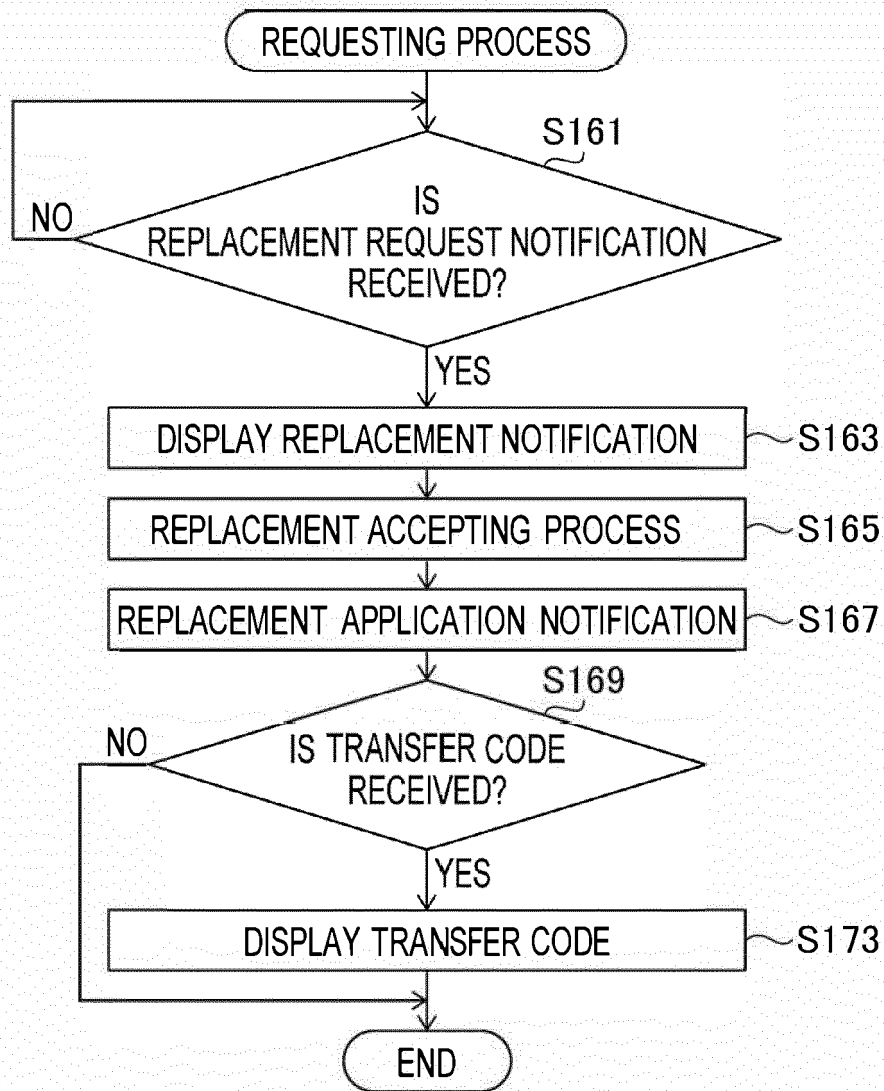 REQUESTING PROCESS
S161
IS
REPLACEMENT REQUEST NOTIFICATION
RECEIVED?
NO
YES
DISPLAY REPLACEMENT NOTIFICATION
S163
REPLACEMENT ACCEPTING PROCESS
S165
REPLACEMENT APPLICATION NOTIFICATION
S167
S169
NO
IS TRANSFER CODE
RECEIVED?
YES
DISPLAY TRANSFER CODE
S173
END